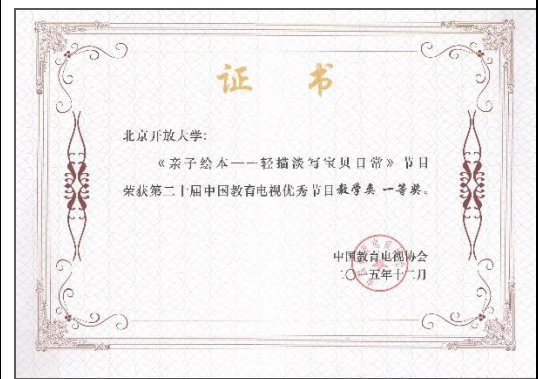 证 书
北京开放大学:
《亲子绘本——轻描淡写宝贝日常》节目
荣获第二十届中国教育电视优秀节目教学类 一等奖。
中国教育电视协会
二〇一五年十二月